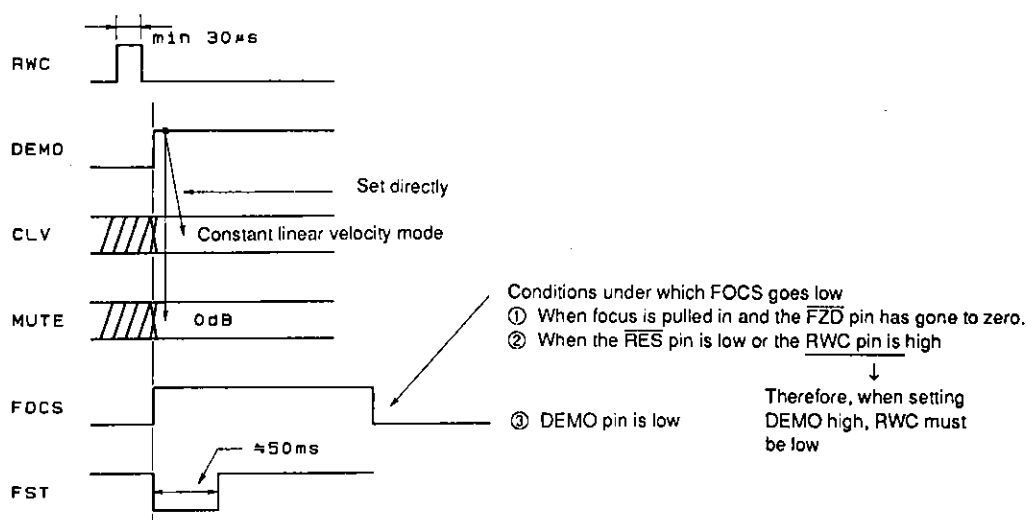 min 30μs
RWC
DEMO
Set directly
CLV
Constant linear velocity mode
MUTE
0dB
Conditions under which FOCS goes low
① When focus is pulled in and the F̅Z̅D̅ pin has gone to zero.
② When the R̅E̅S̅ pin is low or the RWC pin is high
↓
Therefore, when setting
DEMO high, RWC must
be low
FOCS
③ DEMO pin is low
≒50ms
FST